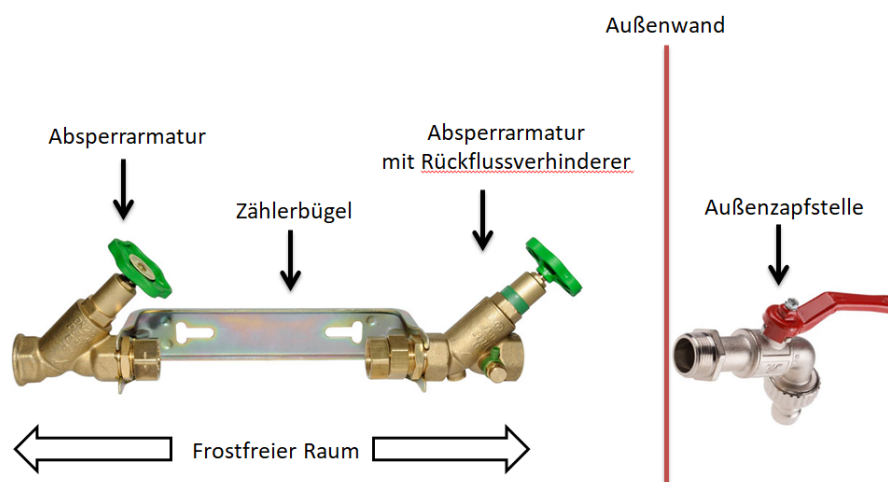 Außenwand
Absperrarmatur
Absperrarmatur
mit Rückflussverhinderer
Zählerbügel
Außenzapfstelle
Frostfreier Raum